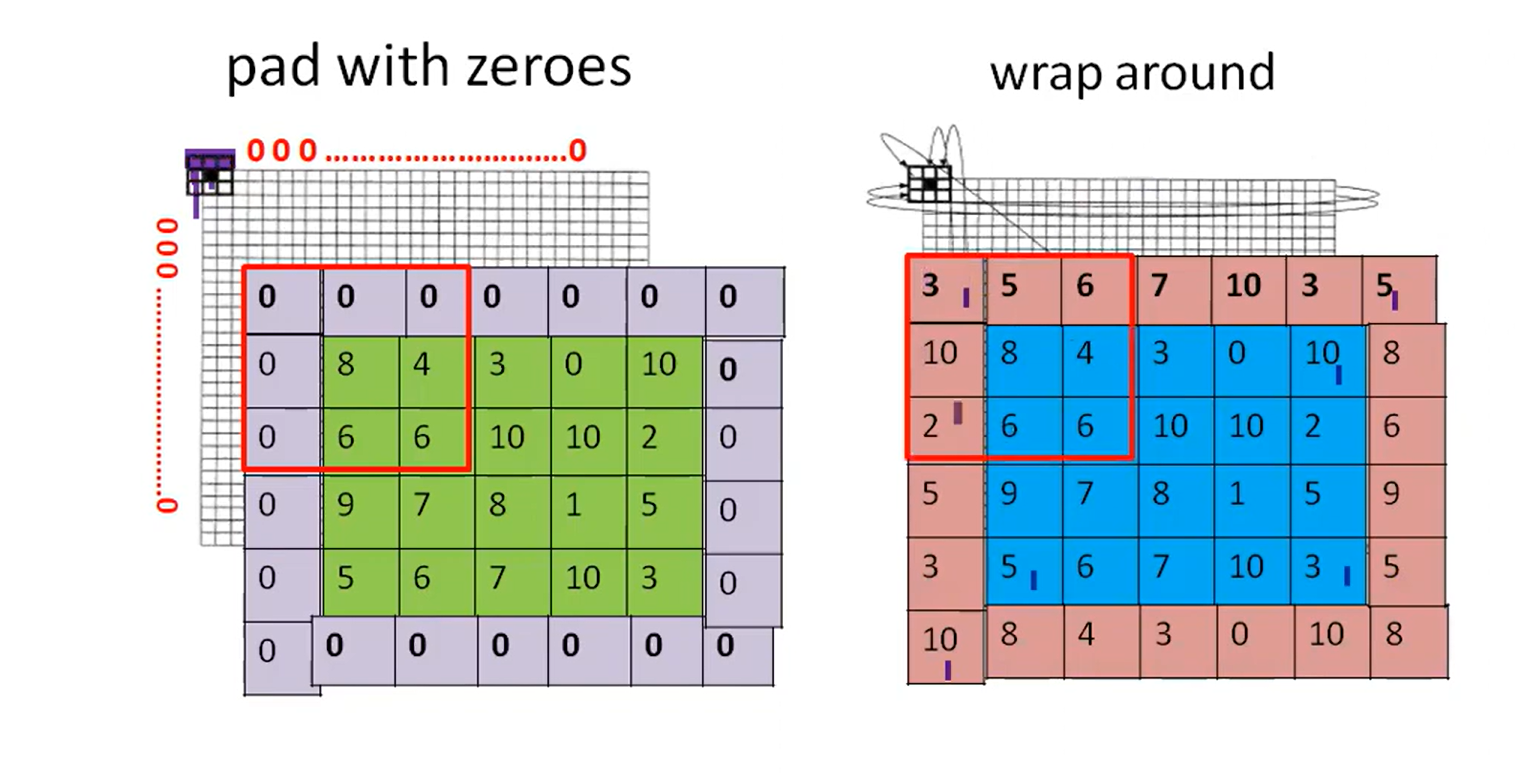 pad with zeroes
0 0 0 ............................0
0 0 0 ........................ 0
0 0 0 0 0 0 0
0 8 4 3 0 10 0
0 6 6 10 10 2 0
0 9 7 8 1 5 0
0 5 6 7 10 3 0
0 0 0 0 0 0 0
wrap around
3 5 6 7 10 3 5
10 8 4 3 0 10 8
2 6 6 10 10 2 6
5 9 7 8 1 5 9
3 5 6 7 10 3 5
10 8 4 3 0 10 8